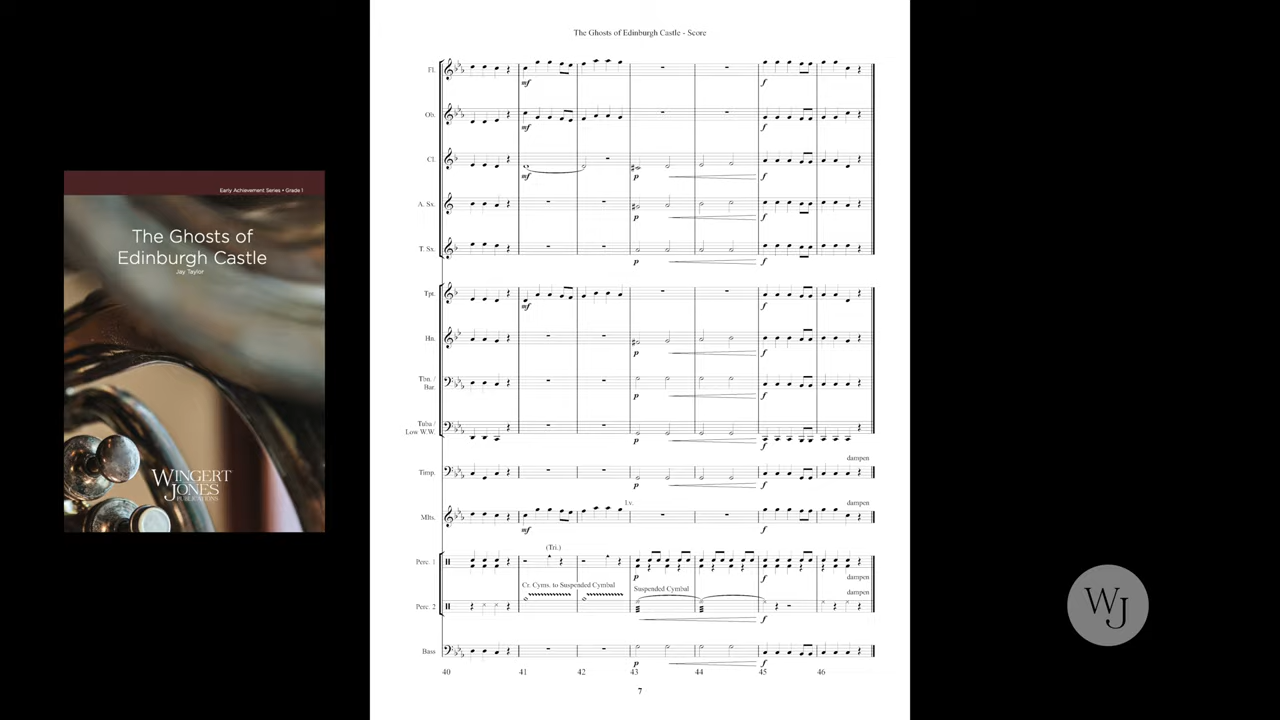 Early Achievement Series • Grade 1
The Ghosts of
Edinburgh Castle
Jay Taylor
WINGERT
JONES
PUBLICATIONS
The Ghosts of Edinburgh Castle - Score
Fl.
mf
f
Ob.
mf
f
Cl.
mf
p
f
A. Sx.
p
f
T. Sx.
p
f
Tpt.
mf
f
Hn.
p
f
Tbn. /
Bar.
p
f
Tuba /
Low W.W.
p
f
dampen
Timp.
p
f
l.v.
dampen
Mlts.
mf
f
(Tri.)
Perc. 1
p
f
dampen
Cr. Cyms. to Suspended Cymbal
Suspended Cymbal
dampen
Perc. 2
f
Bass
p
f
40 41 42 43 44 45 46
7
WJ